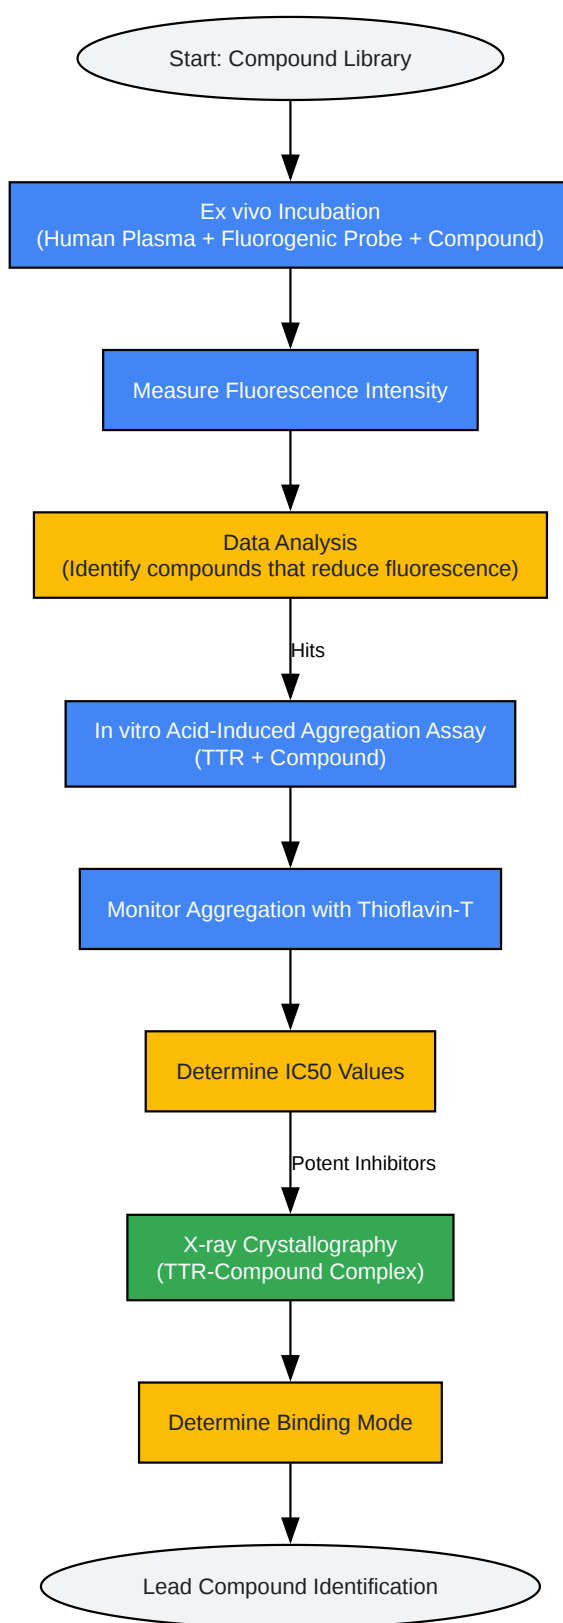 Start: Compound Library
Ex vivo Incubation
(Human Plasma + Fluorogenic Probe + Compound)
Measure Fluorescence Intensity
Data Analysis
(Identify compounds that reduce fluorescence)
Hits
In vitro Acid-Induced Aggregation Assay
(TTR + Compound)
Monitor Aggregation with Thioflavin-T
Determine IC50 Values
Potent Inhibitors
X-ray Crystallography
(TTR-Compound Complex)
Determine Binding Mode
Lead Compound Identification